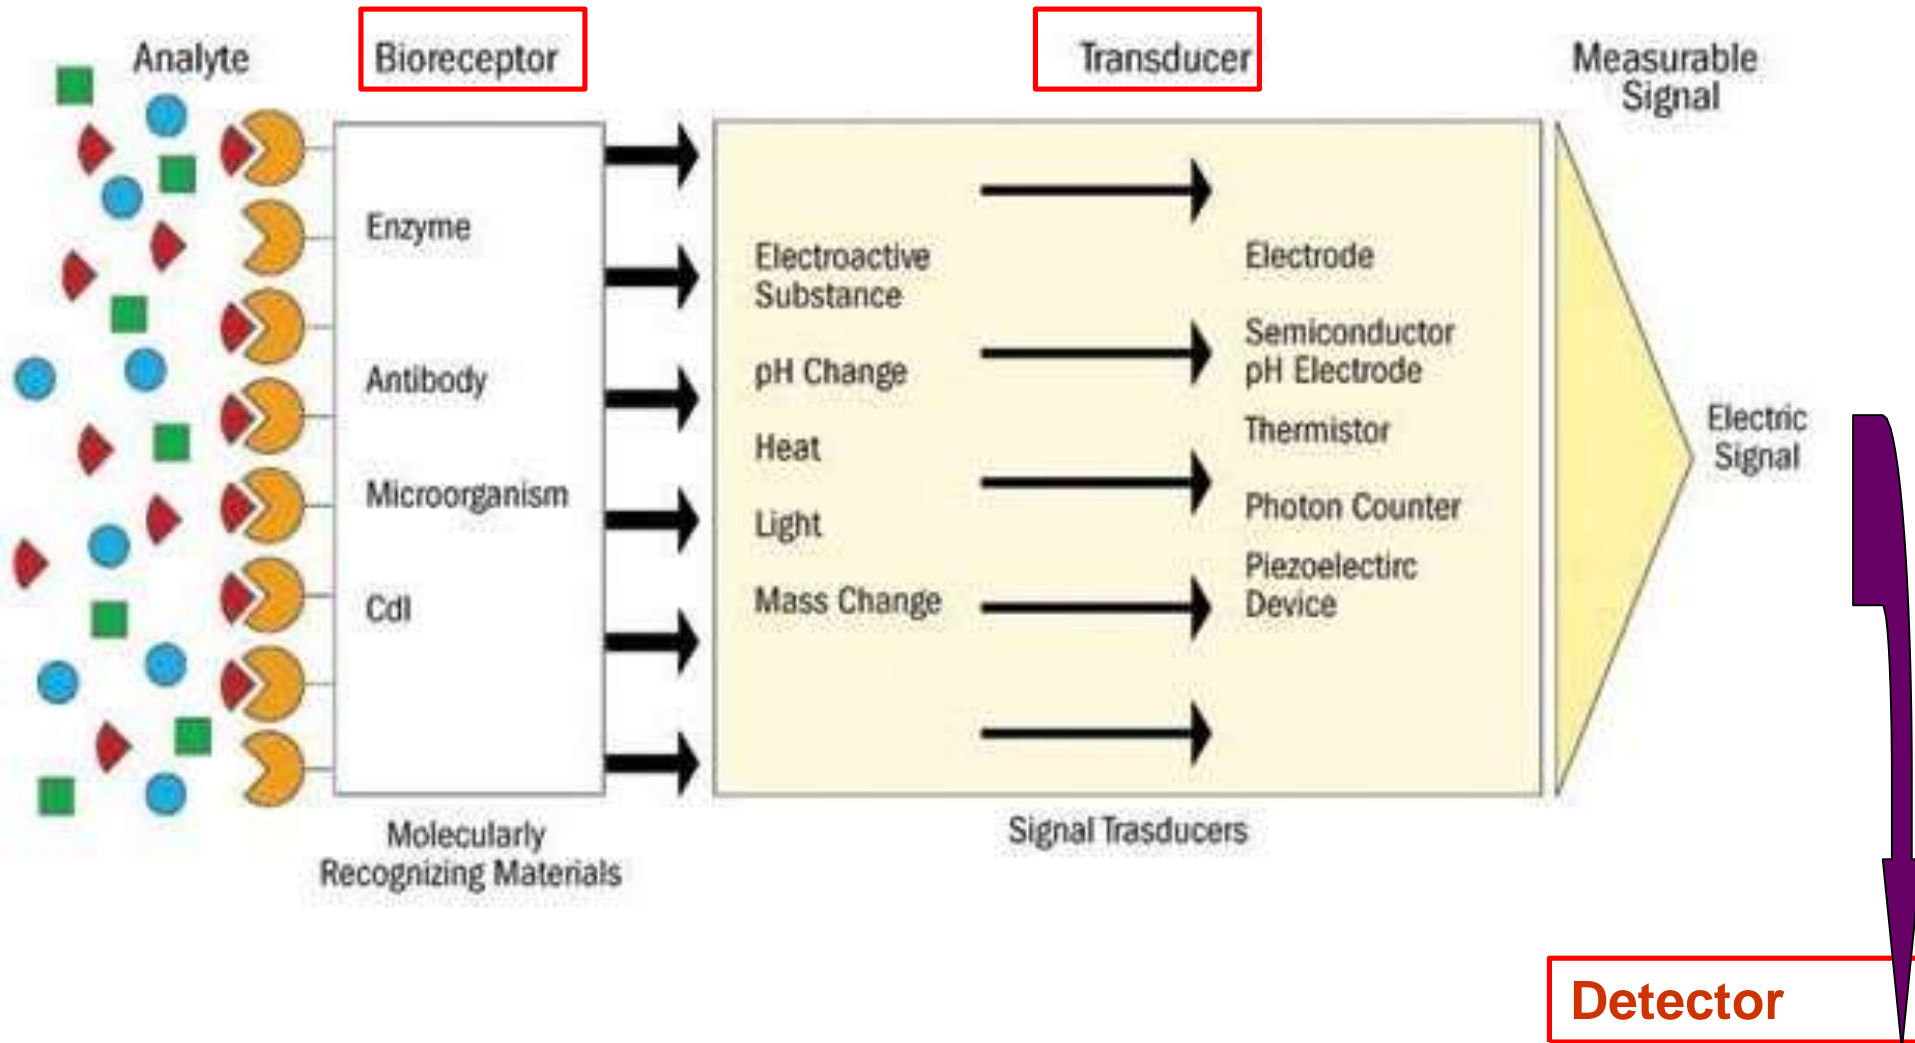 Analyte
Bioreceptor
Transducer
Measurable
Signal
Enzyme
Antibody
Microorganism
Cdl
Electroactive
Substance
pH Change
Heat
Light
Mass Change
Electrode
Semiconductor
pH Electrode
Thermistor
Photon Counter
Piezoelectirc
Device
Electric
Signal
Molecularly
Recognizing Materials
Signal Trasducers
Detector